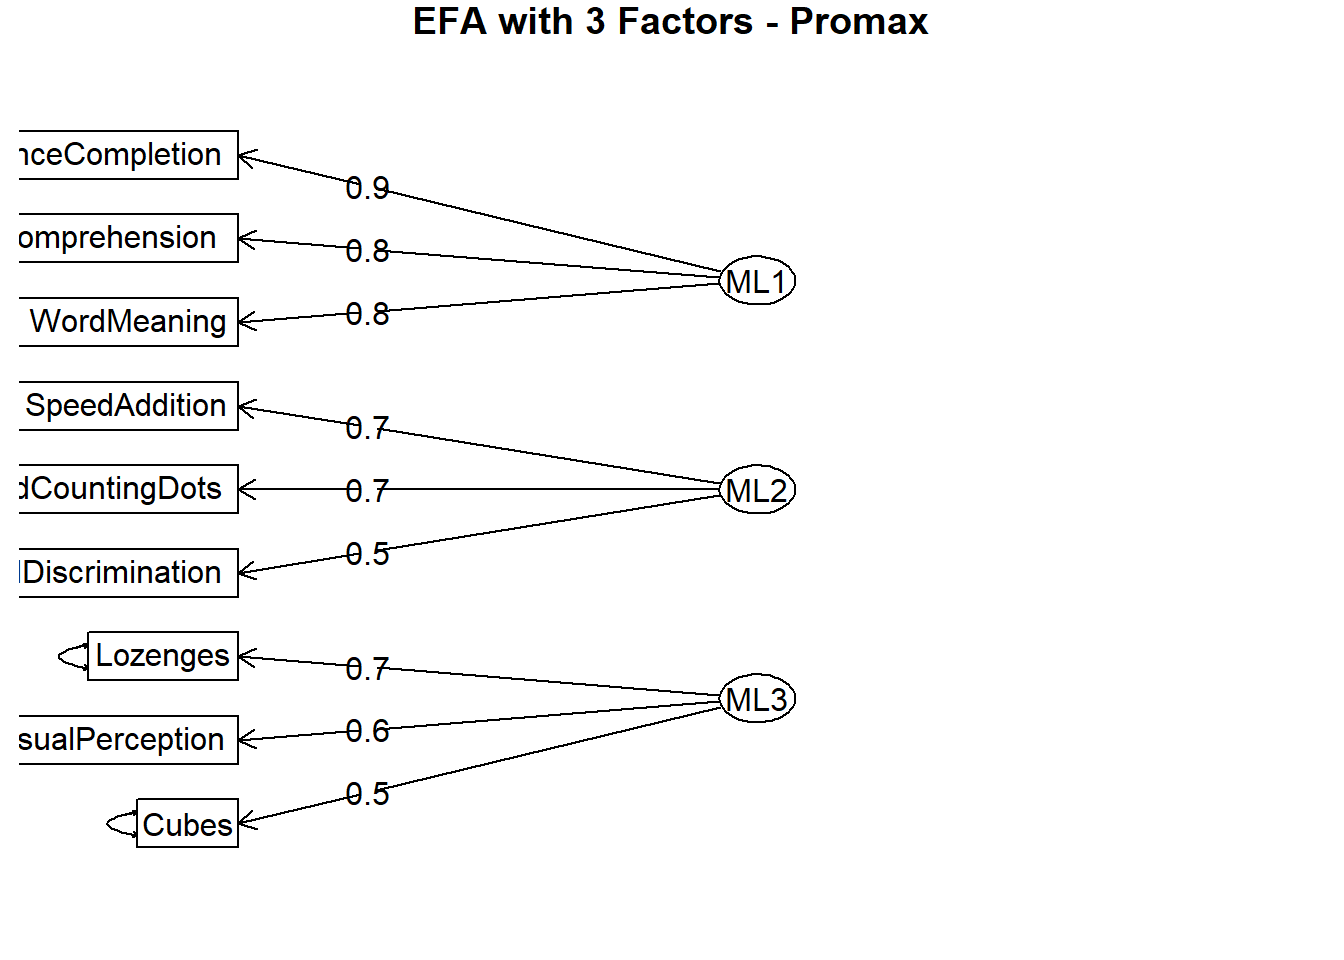 EFA with 3 Factors - Promax
nceCompletion
0.9
omprehension
0.8
ML1
WordMeaning
0.8
SpeedAddition
0.7
dCountingDots
0.7
ML2
Discrimination
0.5
Lozenges
0.7
sualPerception
0.6
ML3
Cubes
0.5